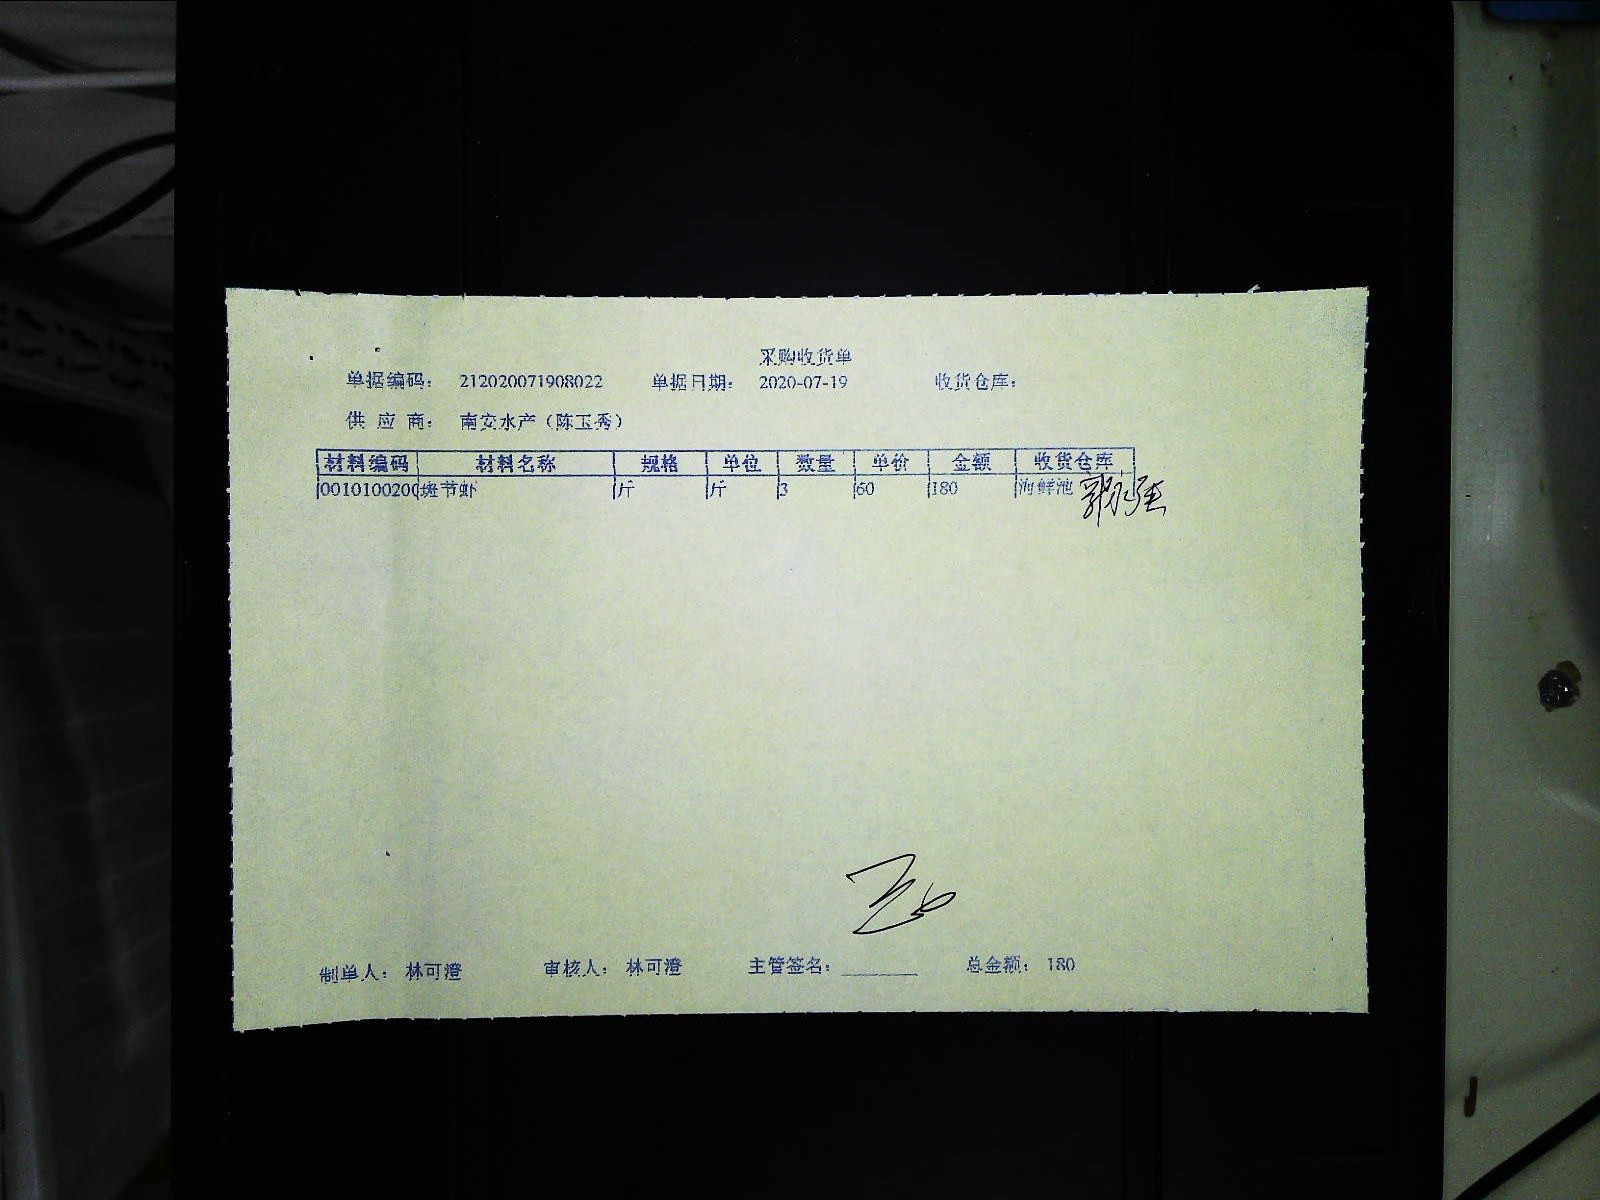 采购收货单
单据编码： 212020071908022 单据日期： 2020-07-19 收货仓库：
供 应 商： 南安水产（陈玉秀）
材料编码 材料名称 规格 单位 数量 单价 金额 收货仓库
0010100200 斑节虾 斤 斤 3 60 180 海鲜池
制单人： 林可澄 审核人： 林可澄 主管签名：________ 总金额： 180